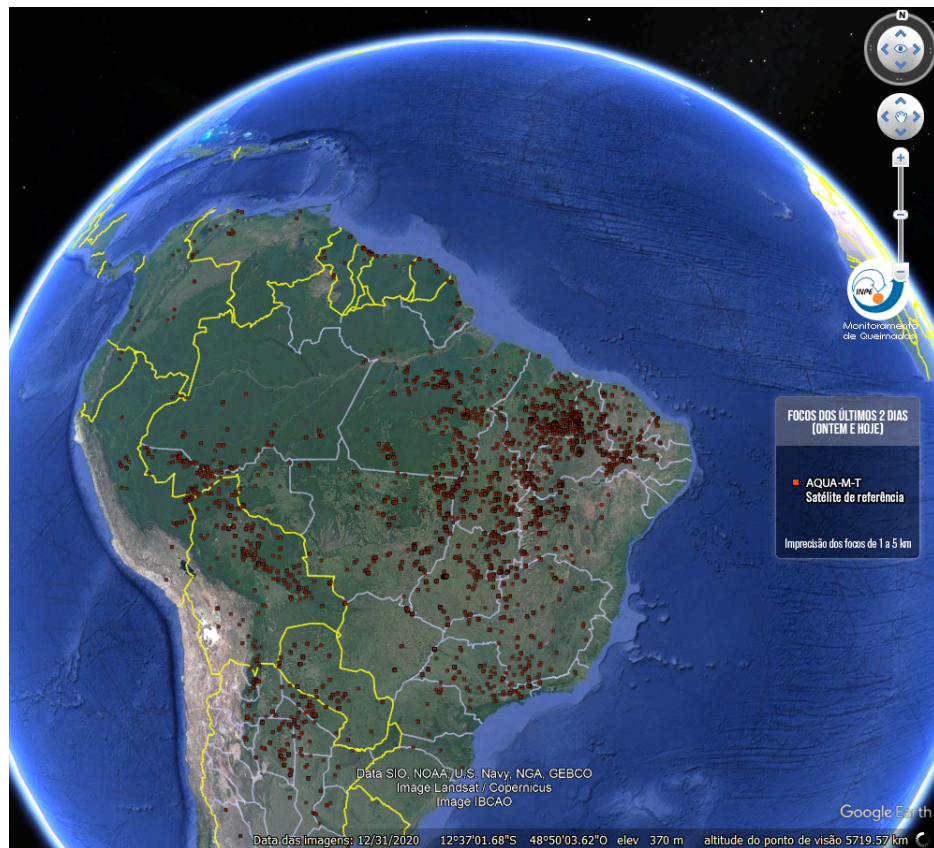 N
INPE
Monitoramento
de Queimadas
FOCOS DOS ÚLTIMOS 2 DIAS
(ONTEM E HOJE)
AQUA-M-T
Satélite de referência
Imprecisão dos focos de 1 a 5 km
Data SIO, NOAA, U.S. Navy, NGA, GEBCO
Image Landsat / Copernicus
Image IBCAO
Google Earth
Data das imagens: 12/31/2020 12°37'01.68"S 48°50'03.62"O elev 370 m altitude do ponto de visão 5719.57 km